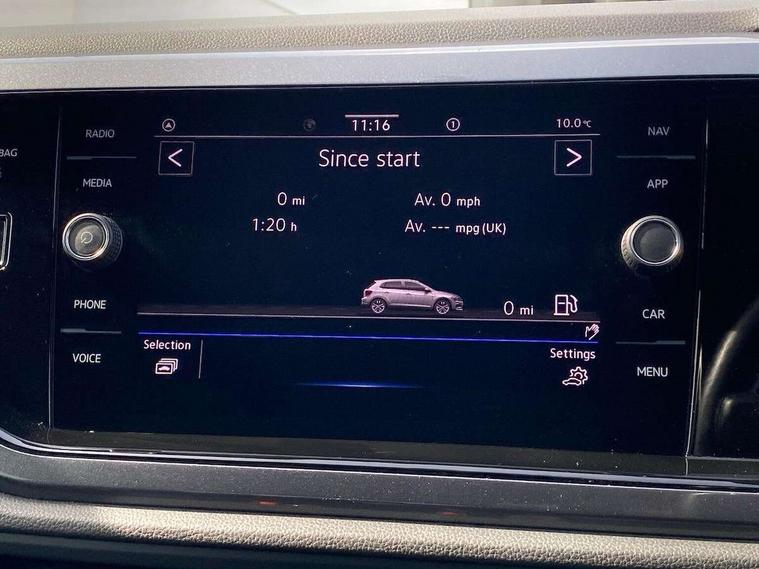 RADIO
MEDIA
PHONE
VOICE
BAG
11:16
1
10.0°C
Since start
0 mi
Av. 0 mph
1:20 h
Av. --- mpg (UK)
0 mi
Selection
Settings
NAV
APP
CAR
MENU